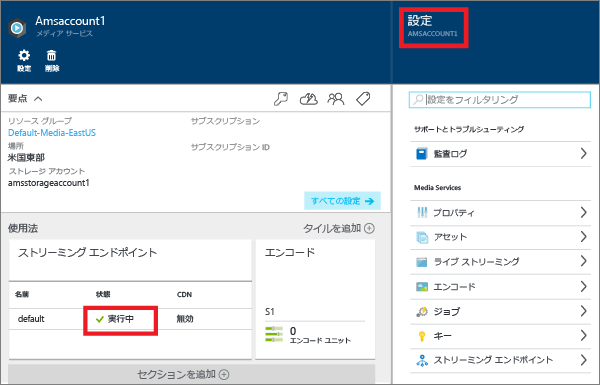 Amsaccount1
メディア サービス
設定
削除
要点
リソース グループ
Default-Media-EastUS
場所
米国東部
ストレージ アカウント
amsstorageaccount1
サブスクリプション
サブスクリプション ID
すべての設定
使用法
タイルを追加
ストリーミング エンドポイント
名前 状態 CDN
default 実行中 無効
エンコード
S1
0
エンコード ユニット
セクションを追加
設定
AMSACCOUNT1
設定をフィルタリング
サポートとトラブルシューティング
監査ログ
Media Services
プロパティ
アセット
ライブ ストリーミング
エンコード
ジョブ
キー
ストリーミング エンドポイント